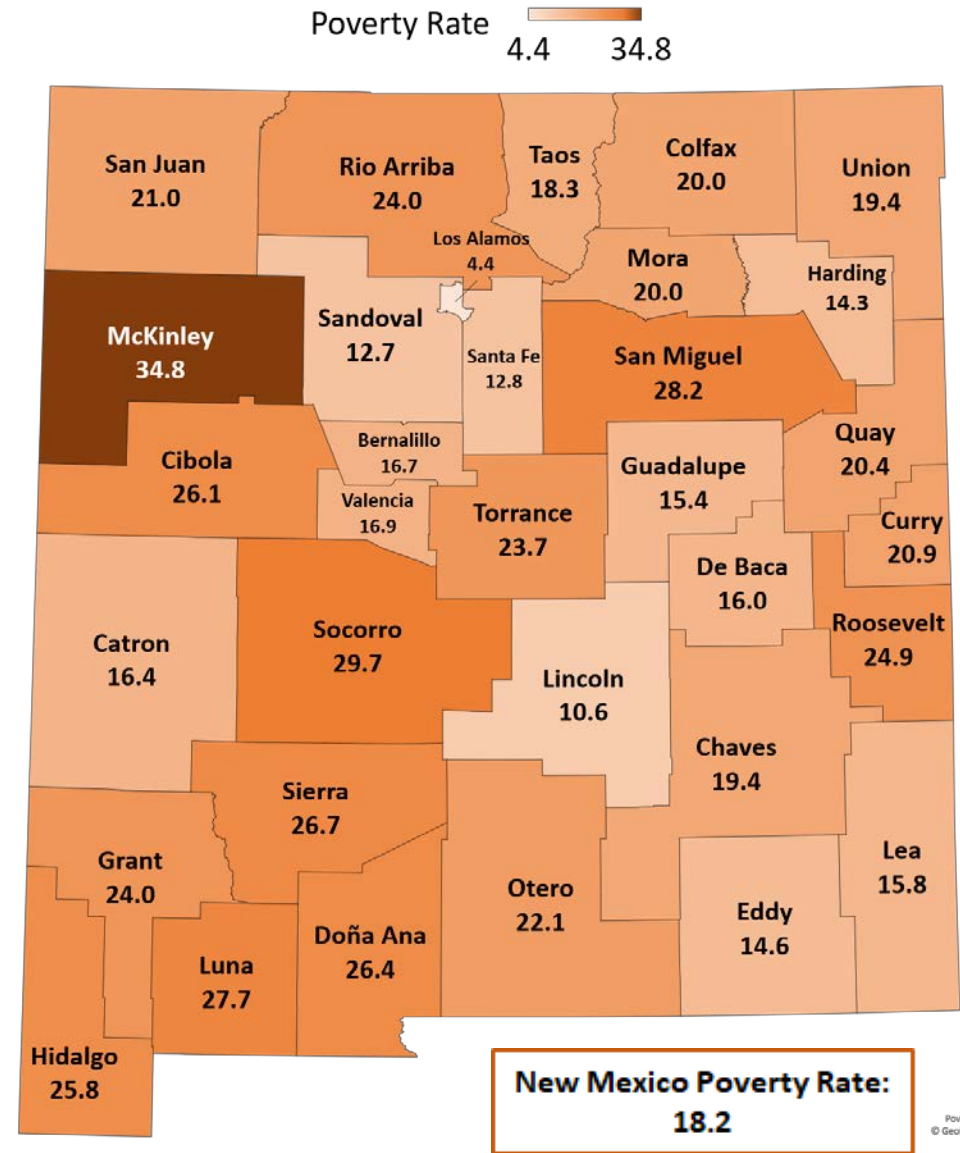 Poverty Rate
4.4 34.8
San Juan
21.0
Rio Arriba
24.0
Taos
18.3
Colfax
20.0
Union
19.4
Los Alamos
4.4
Mora
20.0
Harding
14.3
McKinley
34.8
Sandoval
12.7
Santa Fe
12.8
San Miguel
28.2
Quay
20.4
Cibola
26.1
Bernalillo
16.7
Valencia
16.9
Torrance
23.7
Guadalupe
15.4
Curry
20.9
De Baca
16.0
Roosevelt
24.9
Catron
16.4
Socorro
29.7
Lincoln
10.6
Chaves
19.4
Sierra
26.7
Grant
24.0
Otero
22.1
Lea
15.8
Eddy
14.6
Doña Ana
26.4
Luna
27.7
Hidalgo
25.8
New Mexico Poverty Rate:
18.2
Pov
© Geo